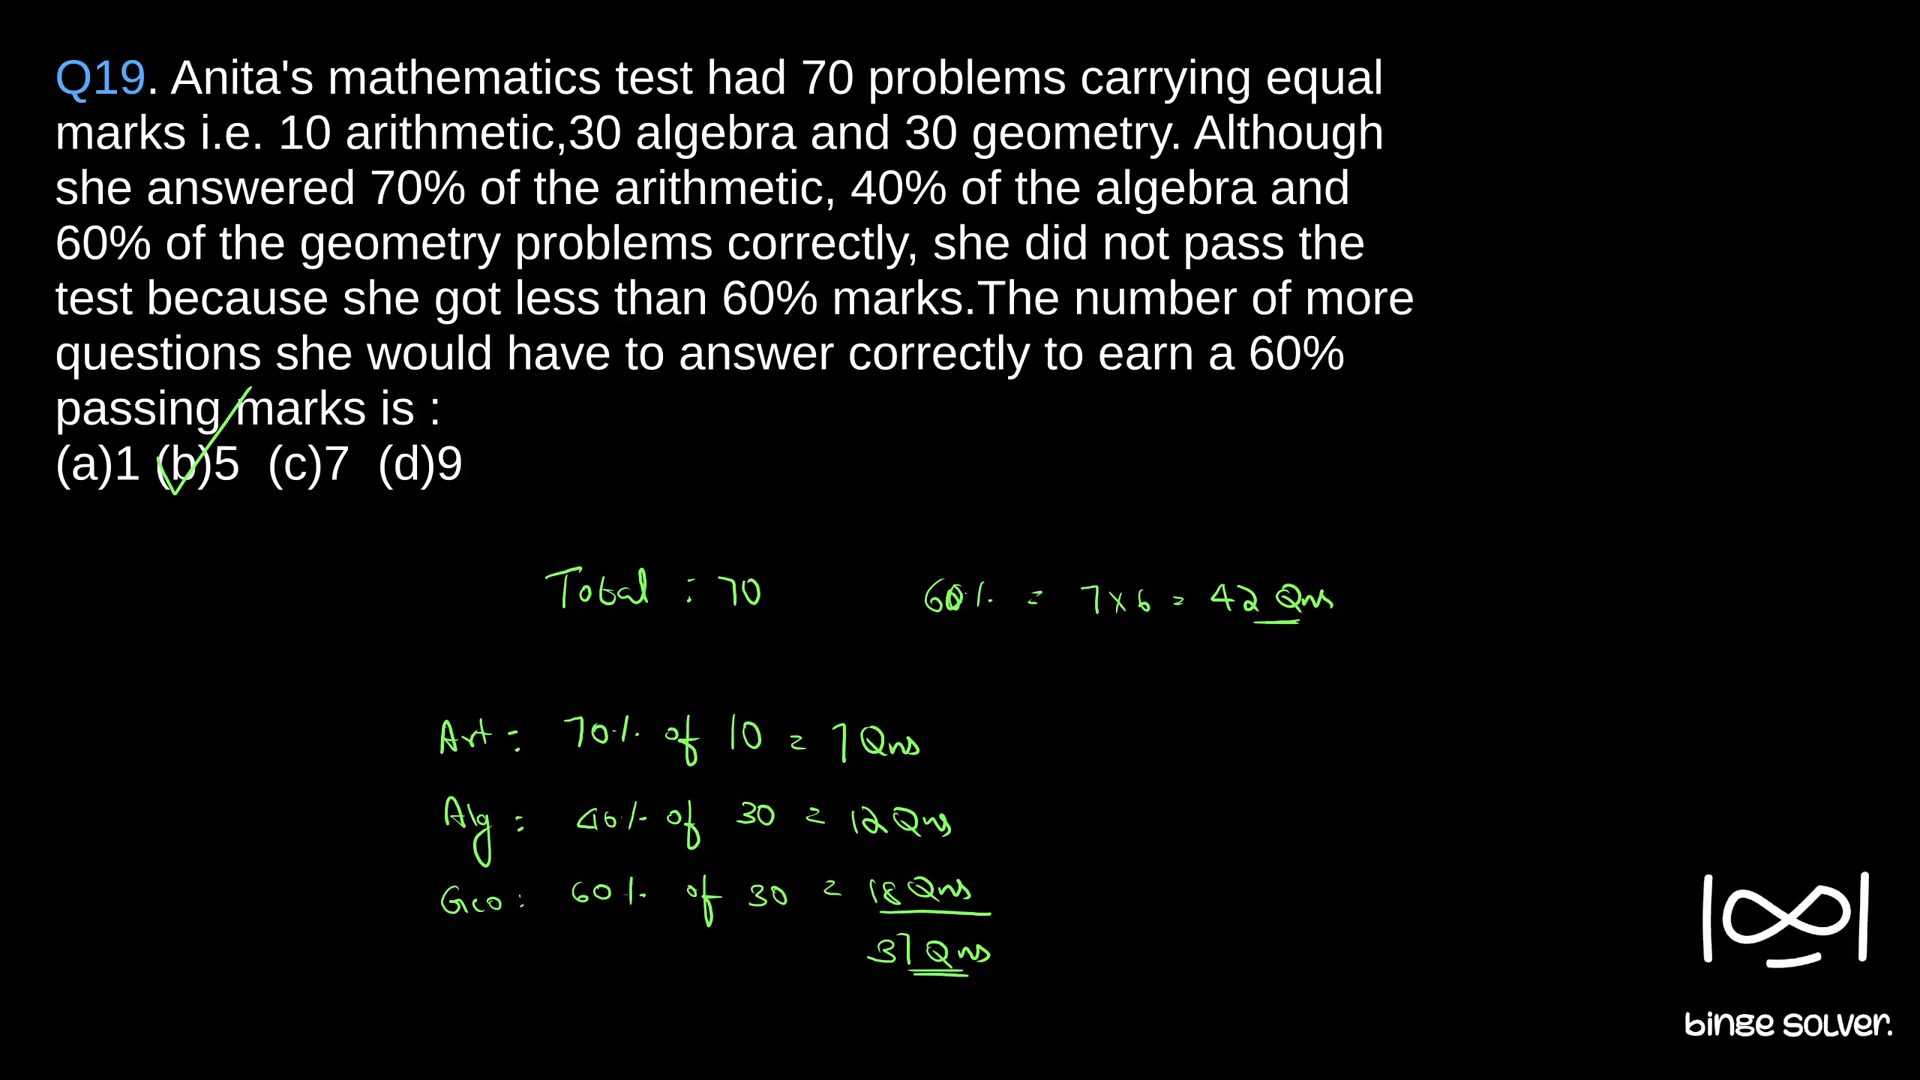 Q19. Anita's mathematics test had 70 problems carrying equal
marks i.e. 10 arithmetic,30 algebra and 30 geometry. Although
she answered 70% of the arithmetic, 40% of the algebra and
60% of the geometry problems correctly, she did not pass the
test because she got less than 60% marks.The number of more
questions she would have to answer correctly to earn a 60%
passing marks is :
(a)1 (b)5 (c)7 (d)9
Total : 70 60% = 7 x 6 = 42 Qns
Art : 70% of 10 = 7 Qns
Alg : 40% of 30 = 12 Qns
Geo : 60% of 30 = 18 Qns
37 Qns
binge solver.